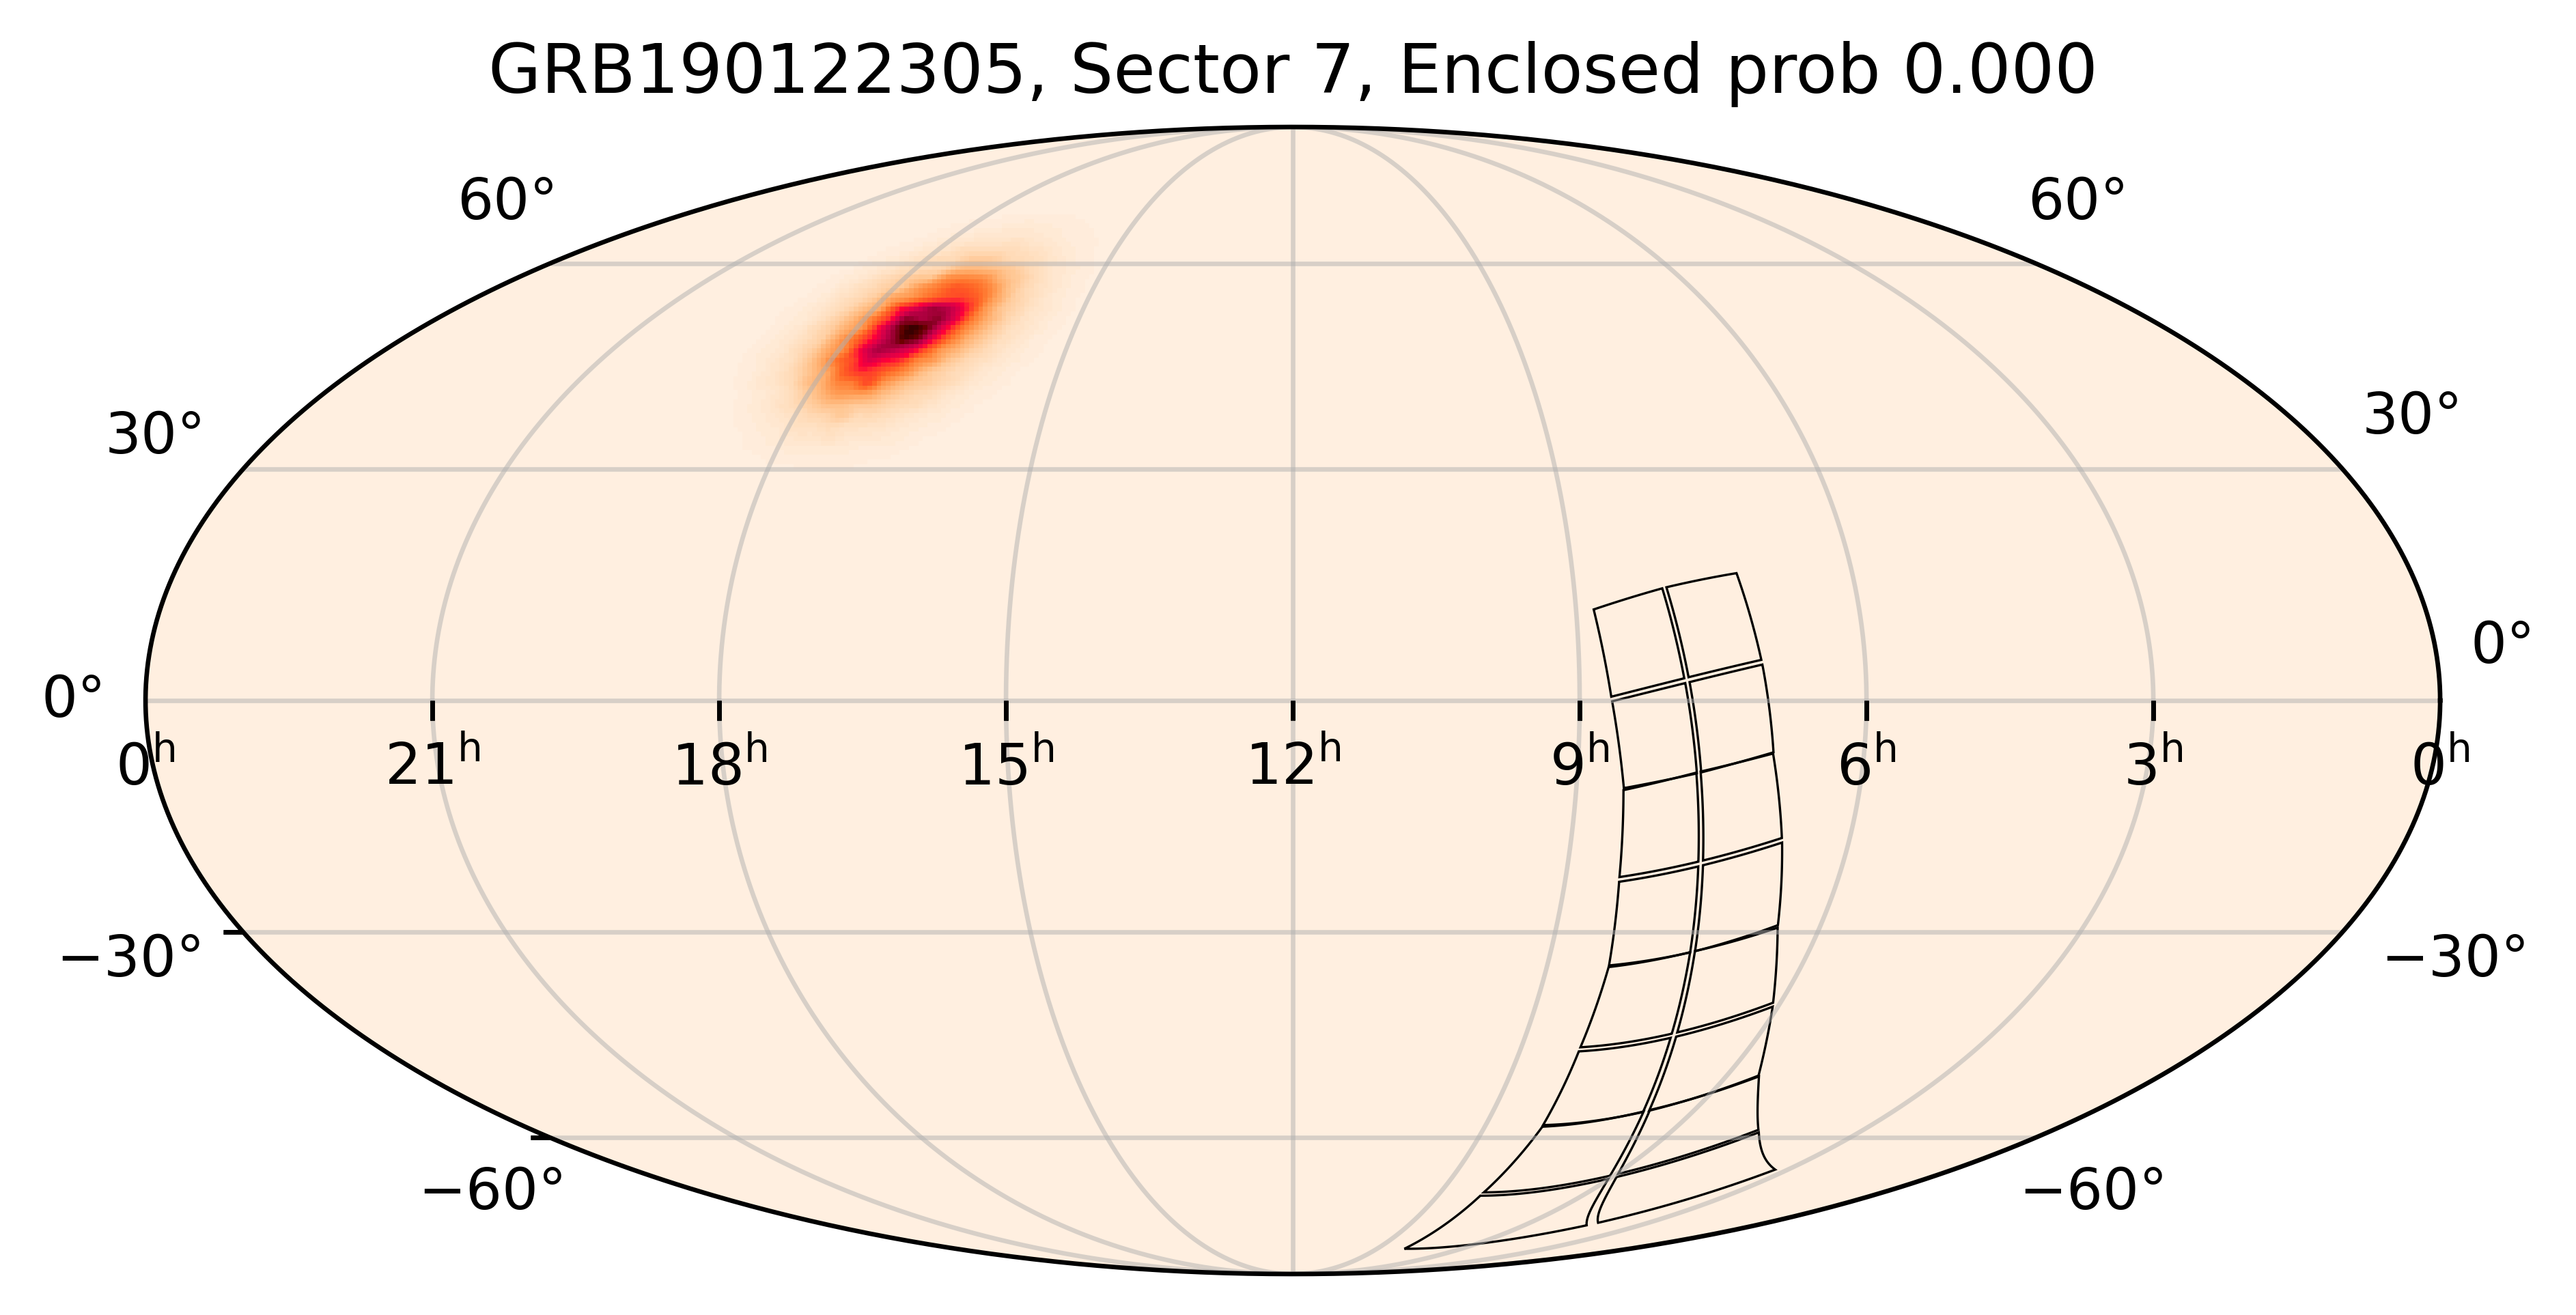 GRB190122305, Sector 7, Enclosed prob 0.000
60° 60°
30° 30°
0° 0°
0ʰ 21ʰ 18ʰ 15ʰ 12ʰ 9ʰ 6ʰ 3ʰ 0ʰ
−30° −30°
−60° −60°